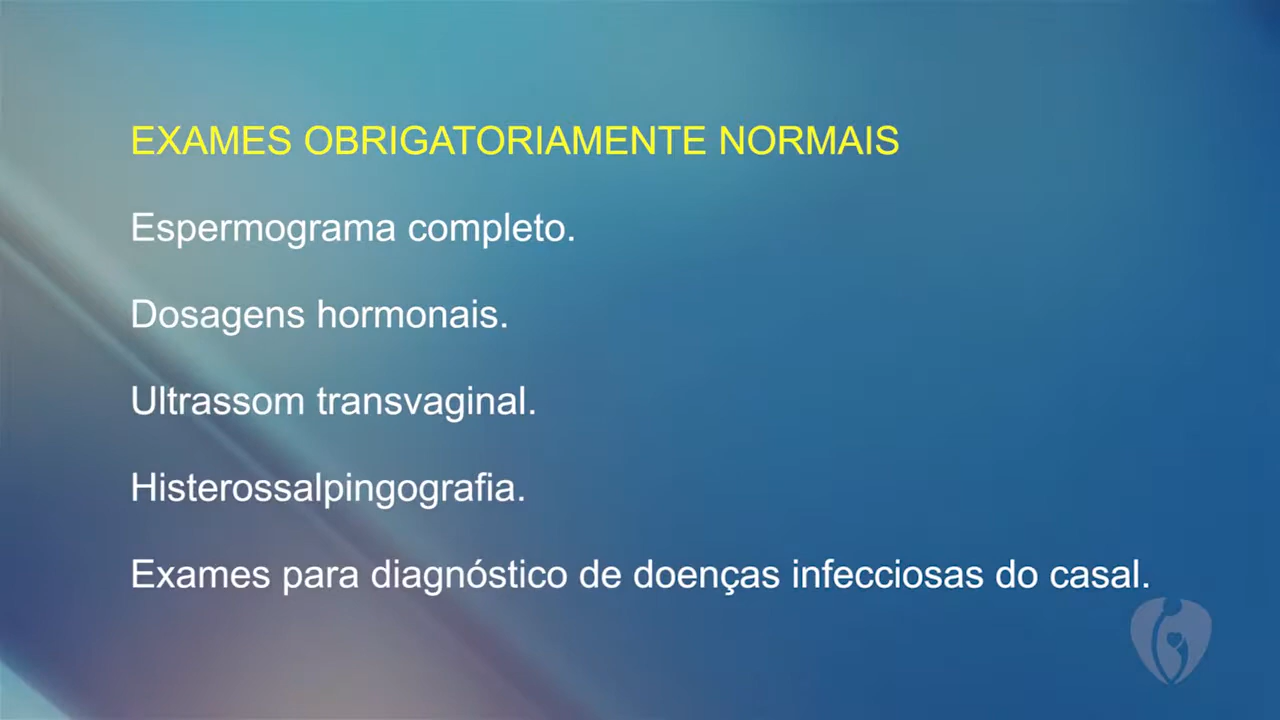 EXAMES OBRIGATORIAMENTE NORMAIS
Espermograma completo.
Dosagens hormonais.
Ultrassom transvaginal.
Histerossalpingografia.
Exames para diagnóstico de doenças infecciosas do casal.